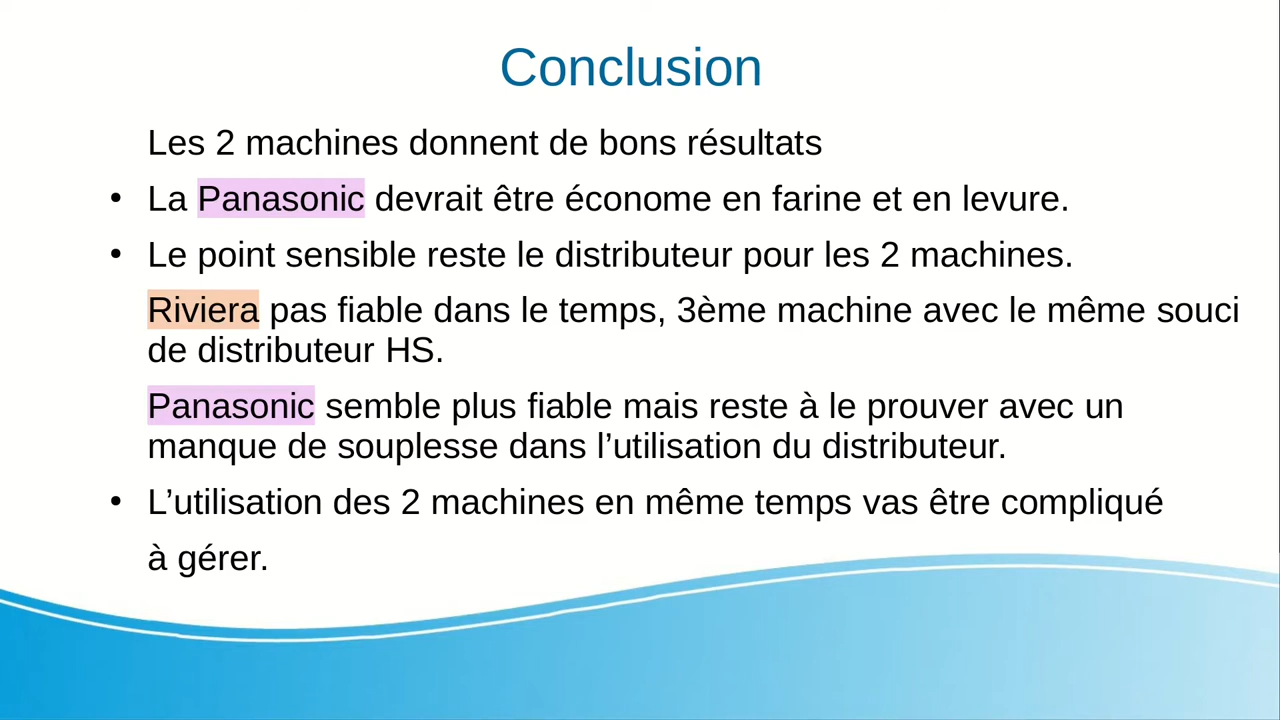 Conclusion
Les 2 machines donnent de bons résultats
• La Panasonic devrait être économe en farine et en levure.
• Le point sensible reste le distributeur pour les 2 machines.
Riviera pas fiable dans le temps, 3ème machine avec le même souci
de distributeur HS.
Panasonic semble plus fiable mais reste à le prouver avec un
manque de souplesse dans l’utilisation du distributeur.
• L’utilisation des 2 machines en même temps vas être compliqué
à gérer.